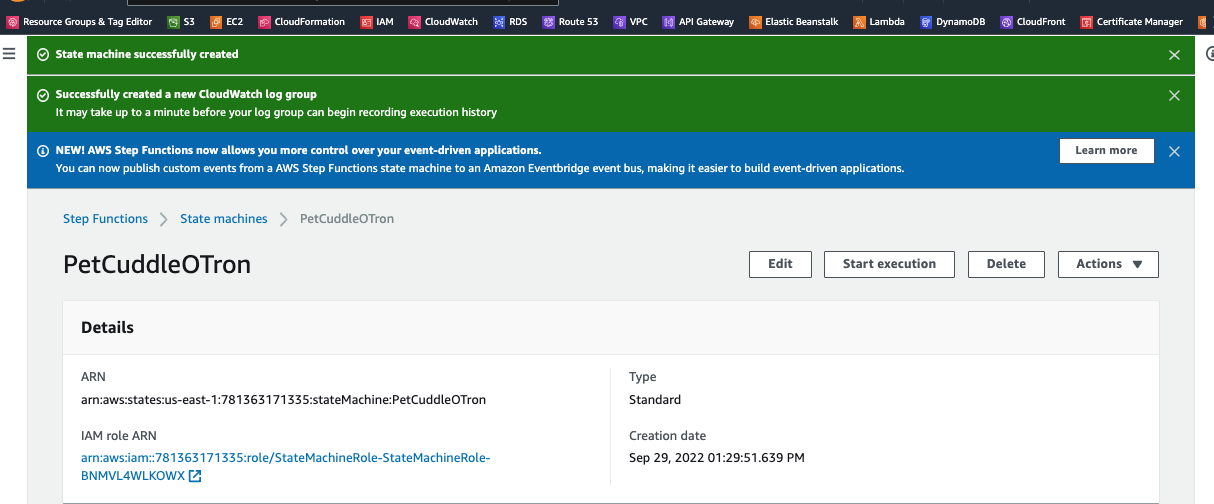 Resource Groups & Tag Editor S3 EC2 CloudFormation IAM CloudWatch RDS Route 53 VPC API Gateway Elastic Beanstalk Lambda DynamoDB CloudFront Certificate Manager
State machine successfully created
Successfully created a new CloudWatch log group
It may take up to a minute before your log group can begin recording execution history
NEW! AWS Step Functions now allows you more control over your event-driven applications.
Learn more
You can now publish custom events from a AWS Step Functions state machine to an Amazon Eventbridge event bus, making it easier to build event-driven applications.
Step Functions State machines PetCuddleOTron
PetCuddleOTron
Edit Start execution Delete Actions
Details
ARN
arn:aws:states:us-east-1:781363171335:stateMachine:PetCuddleOTron
IAM role ARN
arn:aws:iam::781363171335:role/StateMachineRole-StateMachineRole-
BNMVL4WLKOWX
Type
Standard
Creation date
Sep 29, 2022 01:29:51.639 PM